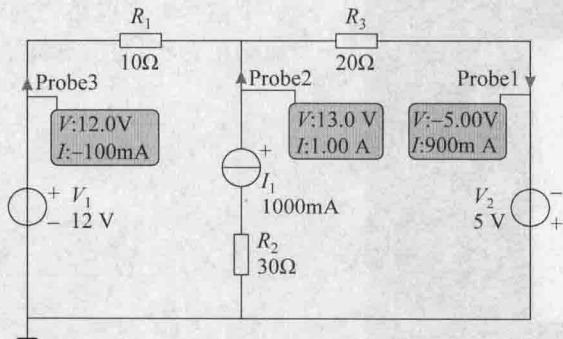 R1
R3
10Ω
20Ω
Probe3
Probe2
Probe1
V:12.0V
I:-100mA
V:13.0 V
I:1.00 A
V:-5.00V
I:900m A
+
+
V1
-
12 V
I1
1000mA
V2
-
5 V
+
R2
30Ω